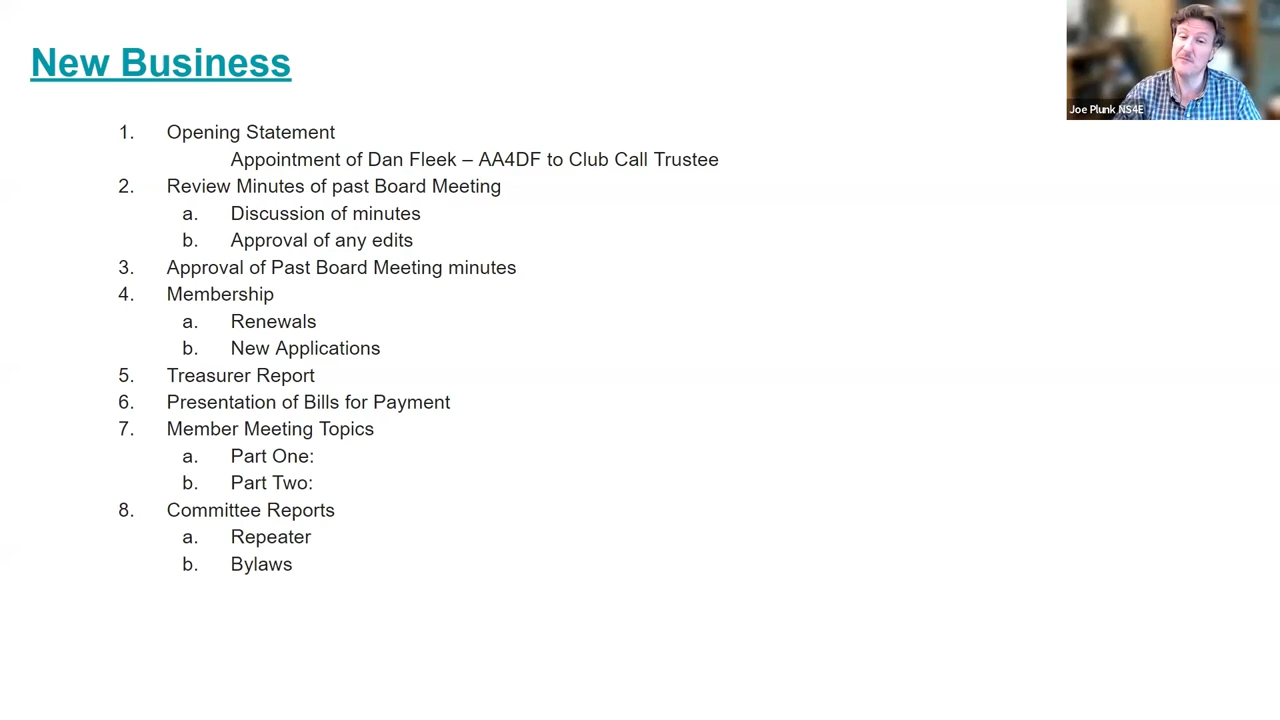 New Business
Joe Plunk NS4E
1. Opening Statement
Appointment of Dan Fleek – AA4DF to Club Call Trustee
2. Review Minutes of past Board Meeting
a. Discussion of minutes
b. Approval of any edits
3. Approval of Past Board Meeting minutes
4. Membership
a. Renewals
b. New Applications
5. Treasurer Report
6. Presentation of Bills for Payment
7. Member Meeting Topics
a. Part One:
b. Part Two:
8. Committee Reports
a. Repeater
b. Bylaws